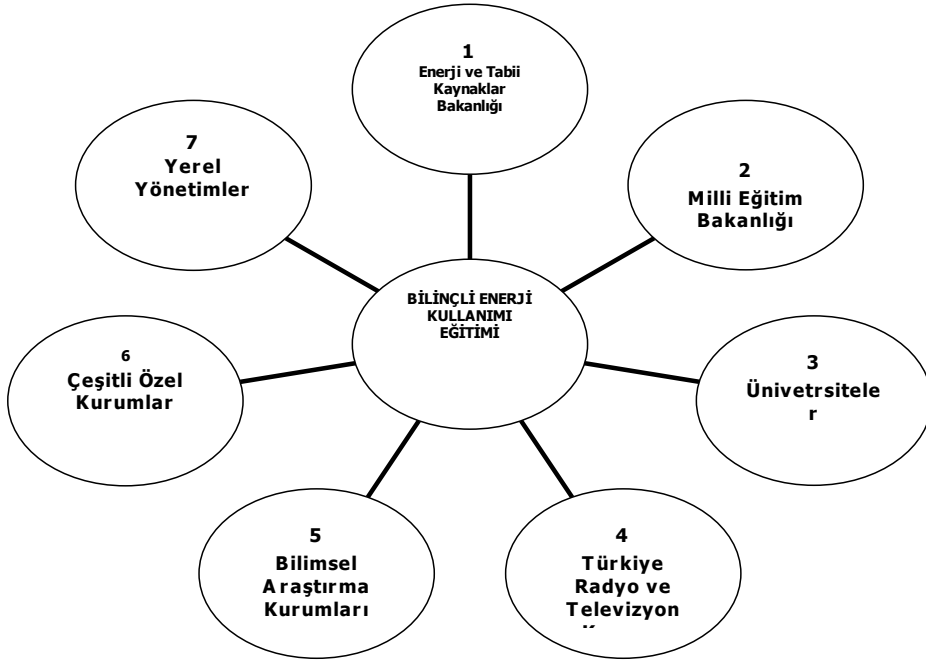 1
Enerji ve Tabii
Kaynaklar
Bakanlığı
2
Milli Eğitim
Bakanlığı
3
Ünivetrsitele
r
4
Türkiye
Radyo ve
Televizyon
5
Bilimsel
Araştırma
Kurumları
6
Çeşitli Özel
Kurumlar
7
Yerel
Yönetimler
BİLİNÇLİ ENERJİ
KULLANIMI
EĞİTİMİ